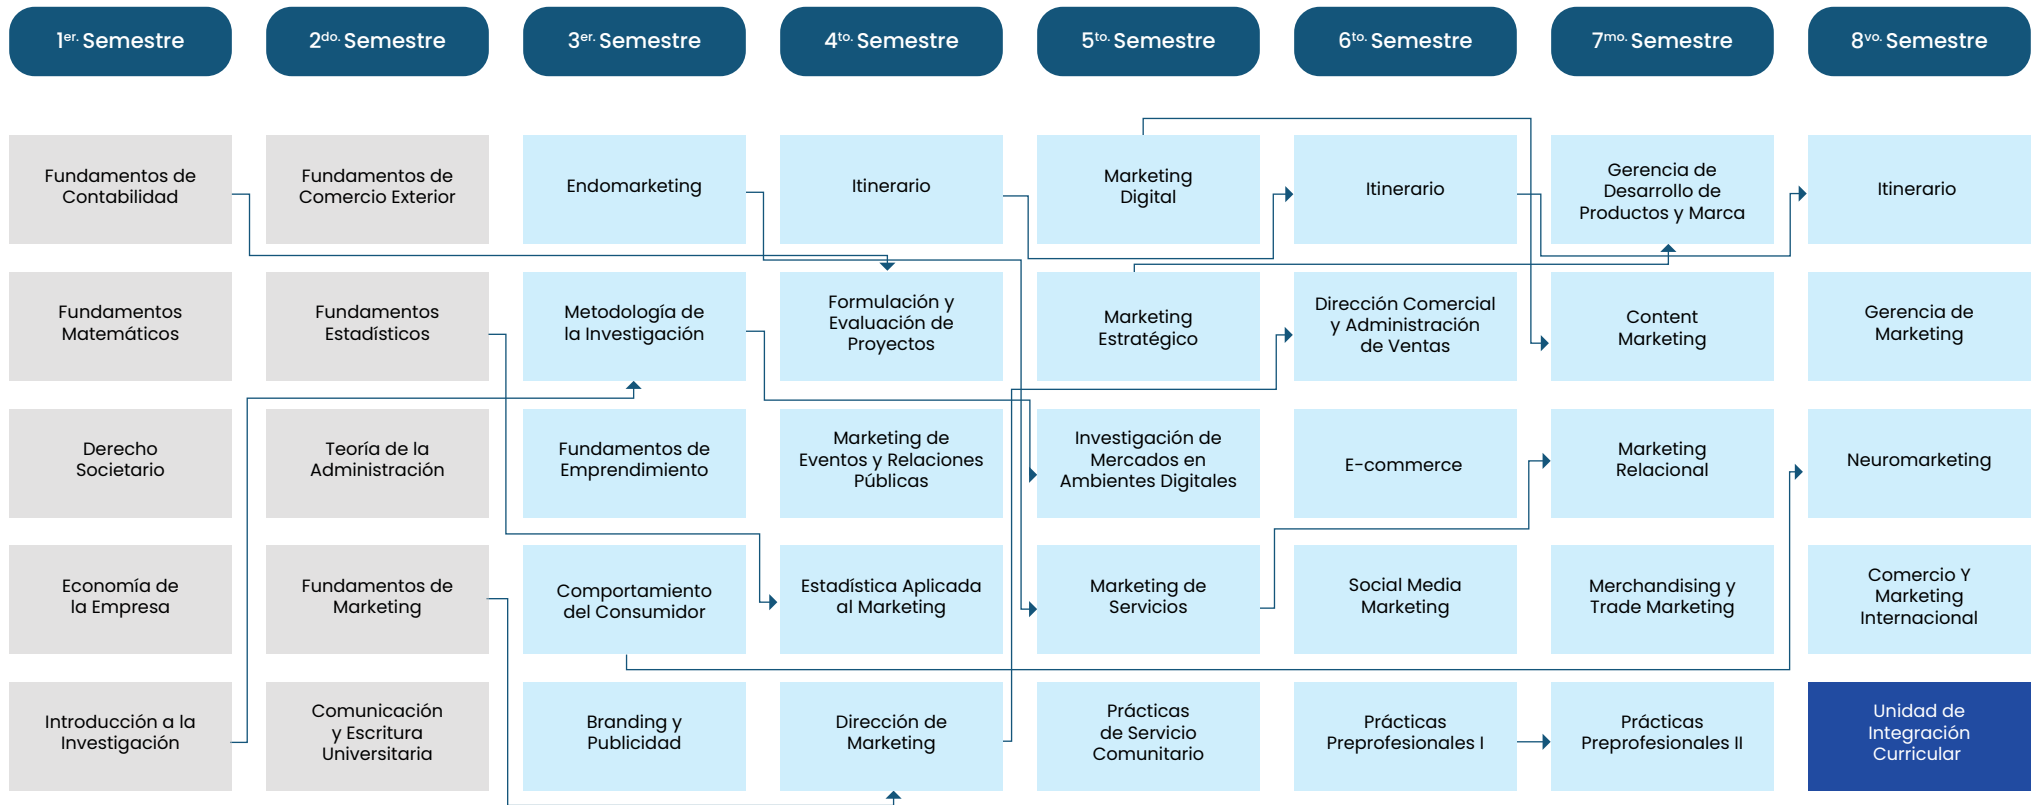 1er. Semestre
2do. Semestre
3er. Semestre
4to. Semestre
5to. Semestre
6to. Semestre
7mo. Semestre
8vo. Semestre
Fundamentos de
Contabilidad
Fundamentos de
Comercio Exterior
Endomarketing
Itinerario
Marketing
Digital
Itinerario
Gerencia de
Desarrollo de
Productos y Marca
Itinerario
Fundamentos
Matemáticos
Fundamentos
Estadísticos
Metodología de
la Investigación
Formulación y
Evaluación de
Proyectos
Marketing
Estratégico
Dirección Comercial
y Administración
de Ventas
Content
Marketing
Gerencia de
Marketing
Derecho
Societario
Teoría de la
Administración
Fundamentos de
Emprendimiento
Marketing de
Eventos y Relaciones
Públicas
Investigación de
Mercados en
Ambientes Digitales
E-commerce
Marketing
Relacional
Neuromarketing
Economía de
la Empresa
Fundamentos de
Marketing
Comportamiento
del Consumidor
Estadística Aplicada
al Marketing
Marketing de
Servicios
Social Media
Marketing
Merchandising y
Trade Marketing
Comercio Y
Marketing
Internacional
Introducción a la
Investigación
Comunicación
y Escritura
Universitaria
Branding y
Publicidad
Dirección de
Marketing
Prácticas
de Servicio
Comunitario
Prácticas
Preprofesionales I
Prácticas
Preprofesionales II
Unidad de
Integración
Curricular